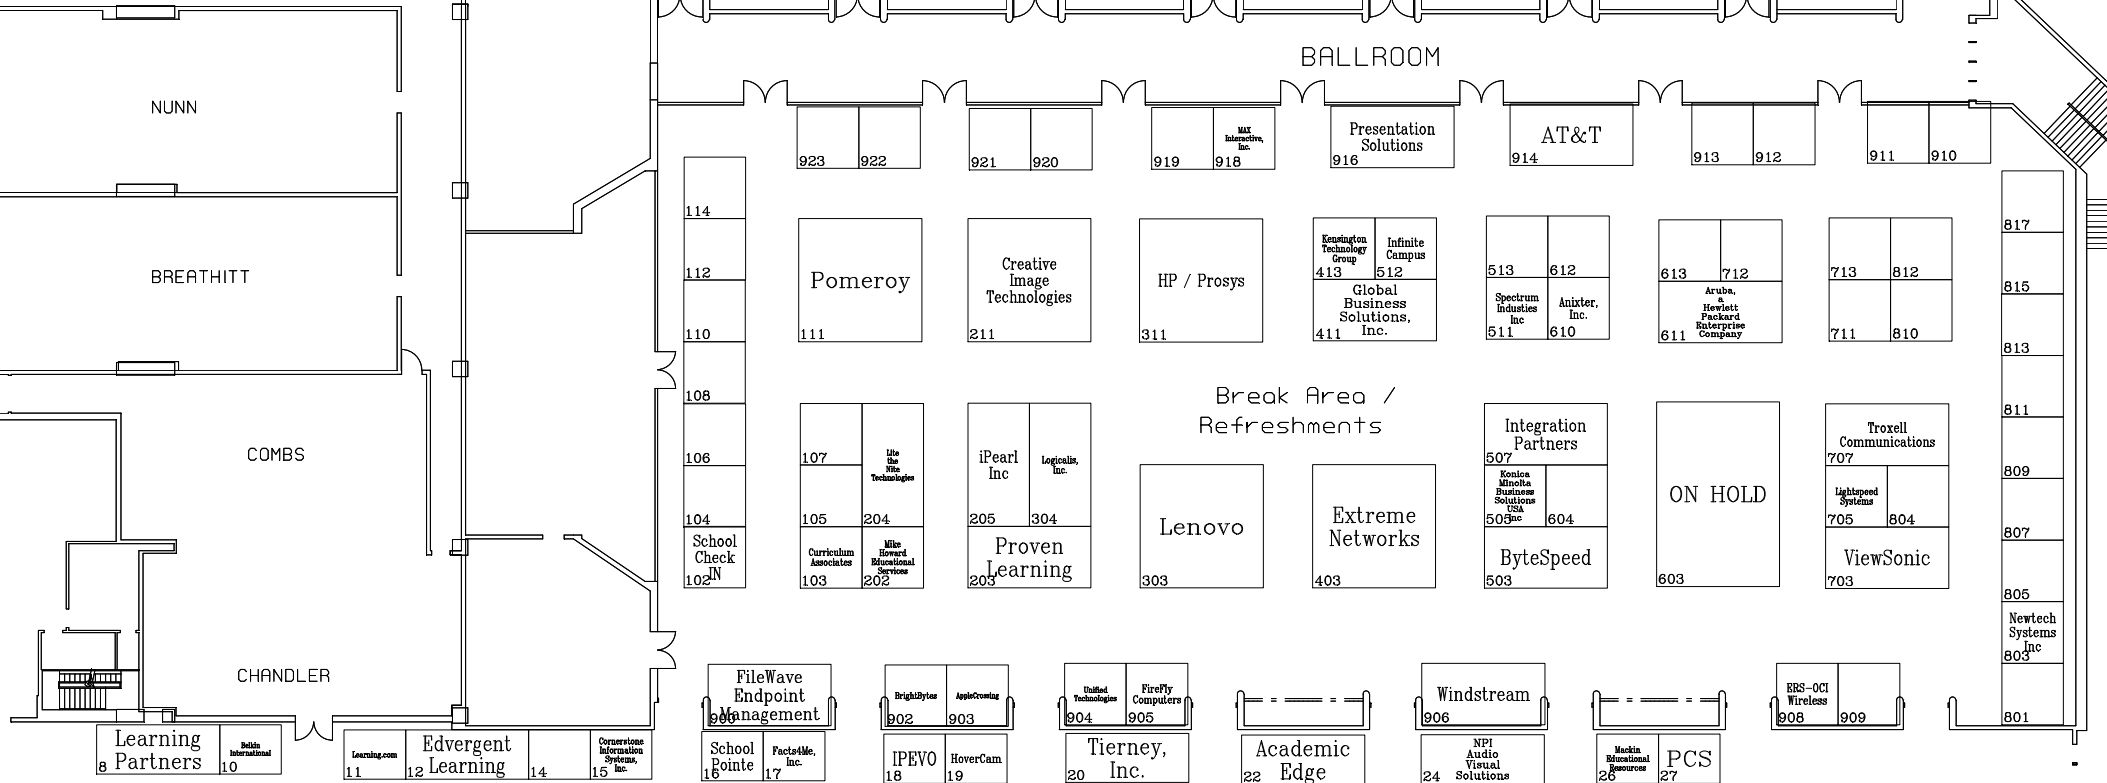 BALLROOM
NUNN
BREATHITT
COMBS
CHANDLER
923
922
921
920
919
MAX
Interactive,
Inc.
918
Presentation
Solutions
916
AT&T
914
913
912
911
910
114
112
110
108
106
104
School
Check
IN
102
Pomeroy
111
Creative
Image
Technologies
211
HP / Prosys
311
Kensington
Technology
Group
413
Infinite
Campus
512
Global
Business
Solutions,
Inc.
411
513
612
Spectrum
Industies
Inc
511
Anixter,
Inc.
610
613
712
Aruba,
a
Hewlett
Packard
Enterprise
Company
611
713
812
711
810
817
815
813
811
809
807
805
Newtech
Systems
Inc
803
801
Break Area /
Refreshments
107
105
Lite
the
Nite
Technologies
204
Curriculum
Associates
103
Mike
Howard
Educational
Services
202
iPearl
Inc
205
Logicalis,
Inc.
304
Proven
Learning
203
Lenovo
303
Extreme
Networks
403
Integration
Partners
507
Konica
Minolta
Business
Solutions
USA
Inc
505
604
ByteSpeed
503
ON HOLD
603
Troxell
Communications
707
Lightspeed
Systems
705
804
ViewSonic
703
FileWave
Endpoint
Management
900
BrightBytes
902
AppleCrossing
903
Unified
Technologies
904
FireFly
Computers
905
Windstream
906
ERS-OCI
Wireless
908
909
Learning
Partners
8
Belkin
International
10
Learning.com
11
Edvergent
Learning
12
14
Cornerstone
Information
Systems,
Inc.
15
School
Pointe
16
Facts4Me,
Inc.
17
IPEVO
18
HoverCam
19
Tierney,
Inc.
20
Academic
Edge
22
NPI
Audio
Visual
Solutions
24
Mackin
Educational
Resources
26
PCS
27